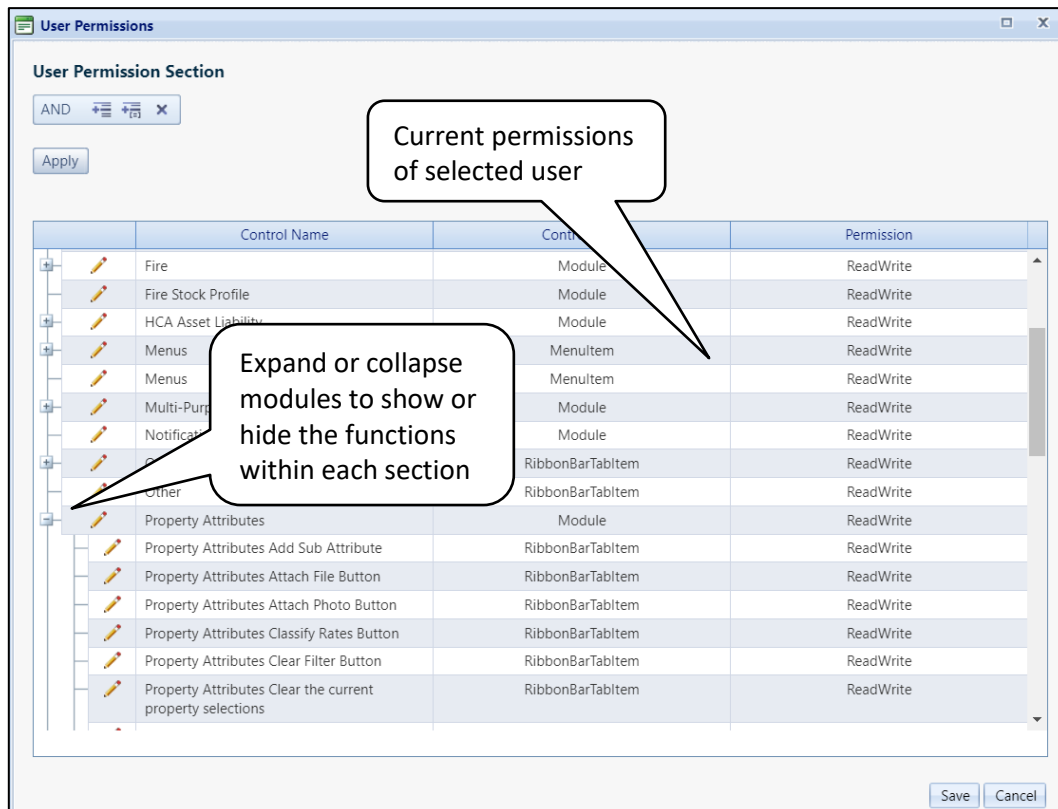 User Permissions
User Permission Section
AND
Apply
Current permissions
of selected user
Control Name Permission
Fire Module ReadWrite
Fire Stock Profile Module ReadWrite
HCA Asset Liability Module ReadWrite
Menus MenuItem ReadWrite
Menus MenuItem ReadWrite
Module ReadWrite
Module ReadWrite
RibbonBarTabItem ReadWrite
Other RibbonBarTabItem ReadWrite
Expand or collapse
modules to show or
hide the functions
within each section
Property Attributes Module ReadWrite
Property Attributes Add Sub Attribute RibbonBarTabItem ReadWrite
Property Attributes Attach File Button RibbonBarTabItem ReadWrite
Property Attributes Attach Photo Button RibbonBarTabItem ReadWrite
Property Attributes Classify Rates Button RibbonBarTabItem ReadWrite
Property Attributes Clear Filter Button RibbonBarTabItem ReadWrite
Property Attributes Clear the current RibbonBarTabItem ReadWrite
property selections
Save Cancel